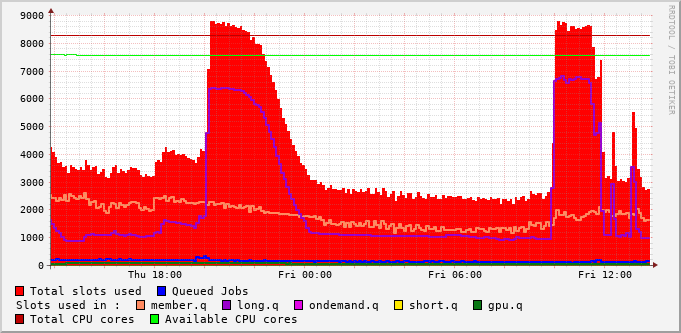 9000
8000
7000
6000
5000
4000
3000
2000
1000
0
Thu 18:00 Fri 00:00 Fri 06:00 Fri 12:00
RRDTOOL / TOBI OETIKER
Total slots used Queued Jobs
Slots used in : member.q long.q ondemand.q short.q gpu.q
Total CPU cores Available CPU cores